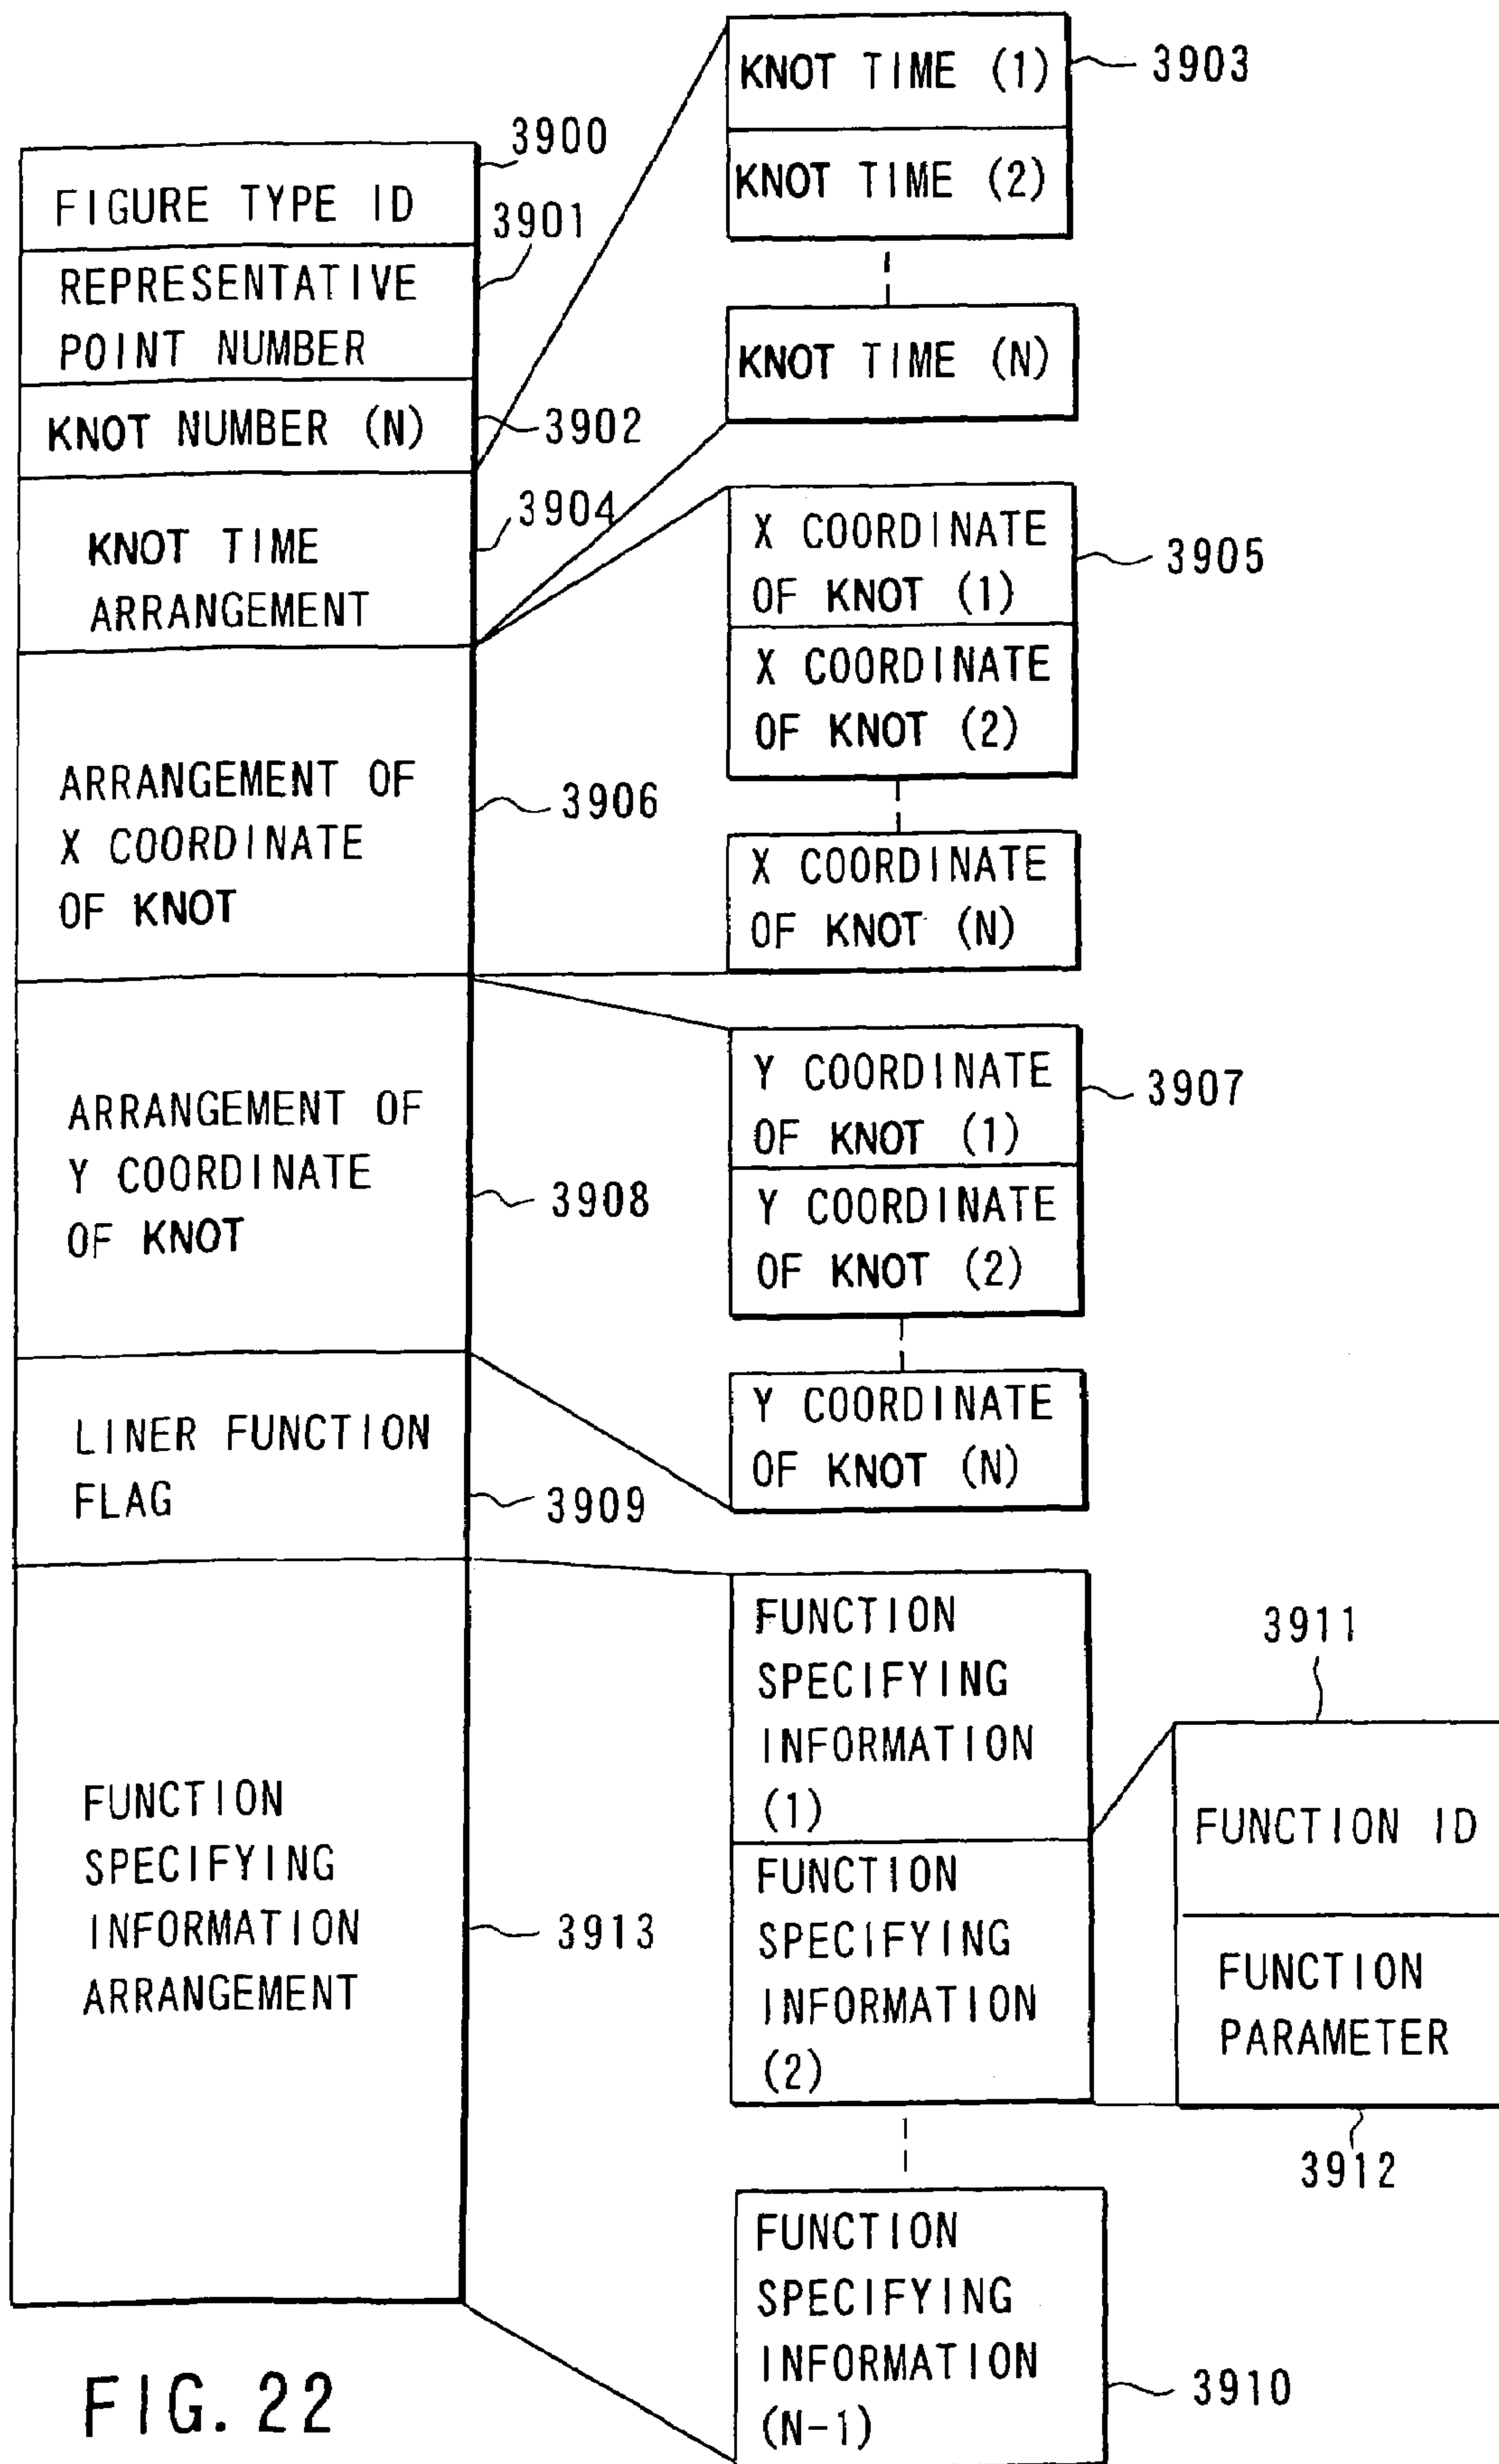 3900
FIGURE TYPE ID
3901
REPRESENTATIVE
POINT NUMBER
KNOT NUMBER (N)
3902
3904
KNOT TIME
ARRANGEMENT
ARRANGEMENT OF
X COORDINATE
OF KNOT
3906
ARRANGEMENT OF
Y COORDINATE
OF KNOT
3908
LINER FUNCTION
FLAG
3909
FUNCTION
SPECIFYING
INFORMATION
ARRANGEMENT
3913
KNOT TIME (1)
3903
KNOT TIME (2)
KNOT TIME (N)
X COORDINATE
OF KNOT (1)
3905
X COORDINATE
OF KNOT (2)
X COORDINATE
OF KNOT (N)
Y COORDINATE
OF KNOT (1)
3907
Y COORDINATE
OF KNOT (2)
Y COORDINATE
OF KNOT (N)
FUNCTION
SPECIFYING
INFORMATION
(1)
FUNCTION
SPECIFYING
INFORMATION
(2)
3911
FUNCTION ID
FUNCTION
PARAMETER
3912
FUNCTION
SPECIFYING
INFORMATION
(N-1)
3910
FIG. 22